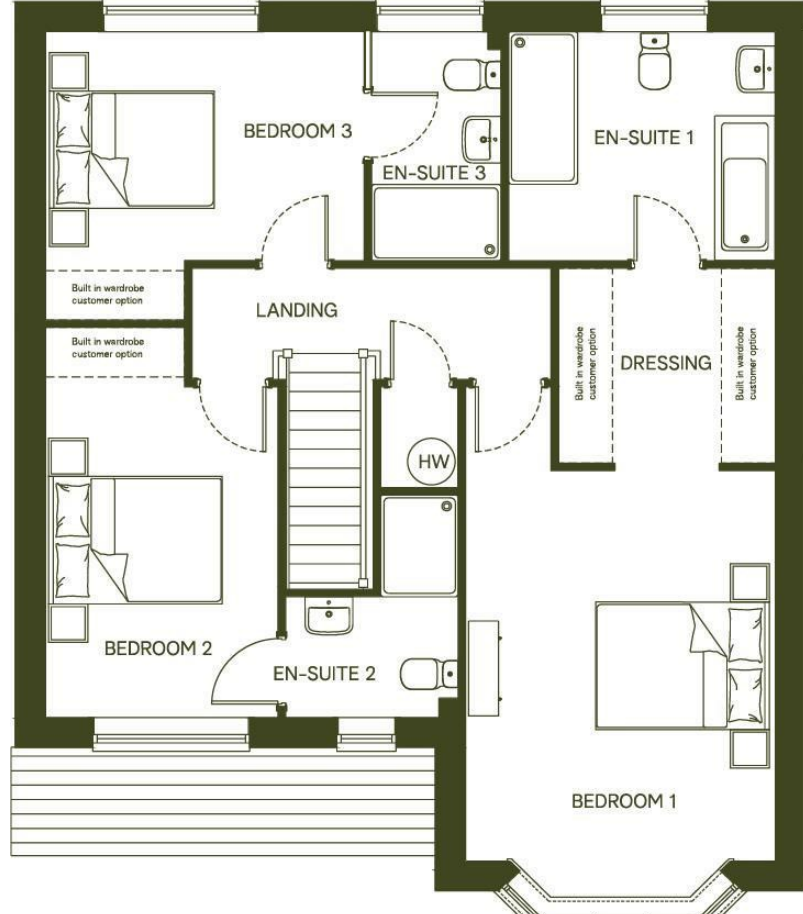 BEDROOM 3
EN-SUITE 3
EN-SUITE 1
Built in wardrobe
customer option
LANDING
Built in wardrobe
customer option
Built in wardrobe
customer option
DRESSING
Built in wardrobe
customer option
HW
BEDROOM 2
EN-SUITE 2
BEDROOM 1